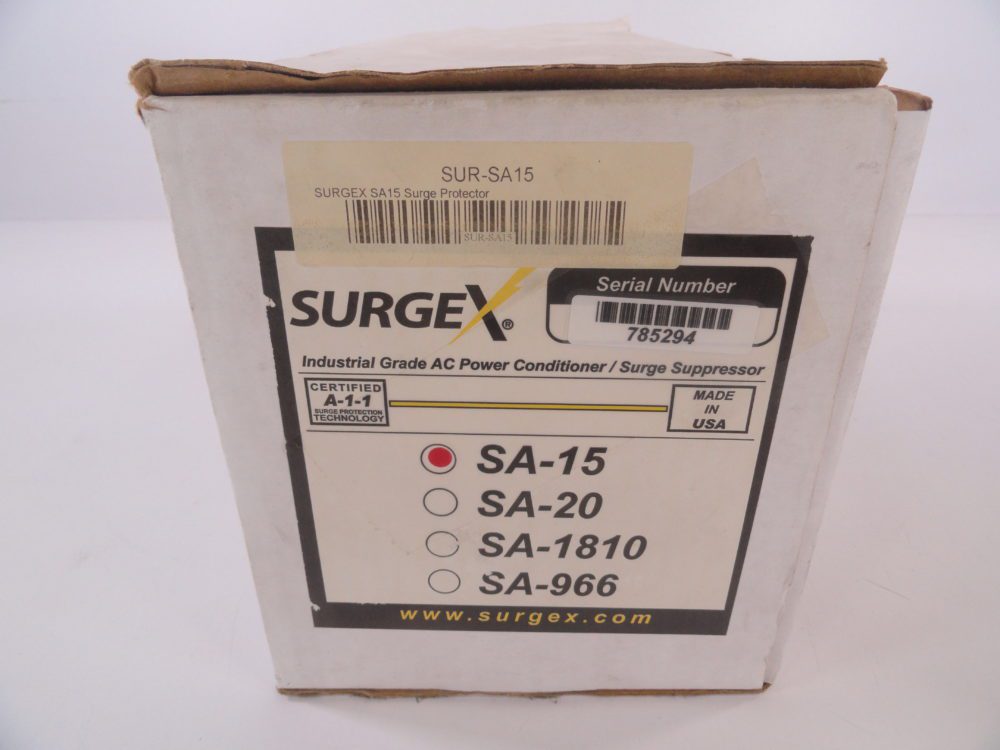 SUR-SA15
SURGEX SA15 Surge Protector
SUR-SA15
SURGEX®
Serial Number
785294
Industrial Grade AC Power Conditioner / Surge Suppressor
CERTIFIED
A-1-1
SURGE PROTECTION
TECHNOLOGY
MADE
IN
USA
SA-15
SA-20
SA-1810
SA-966
www.surgex.com